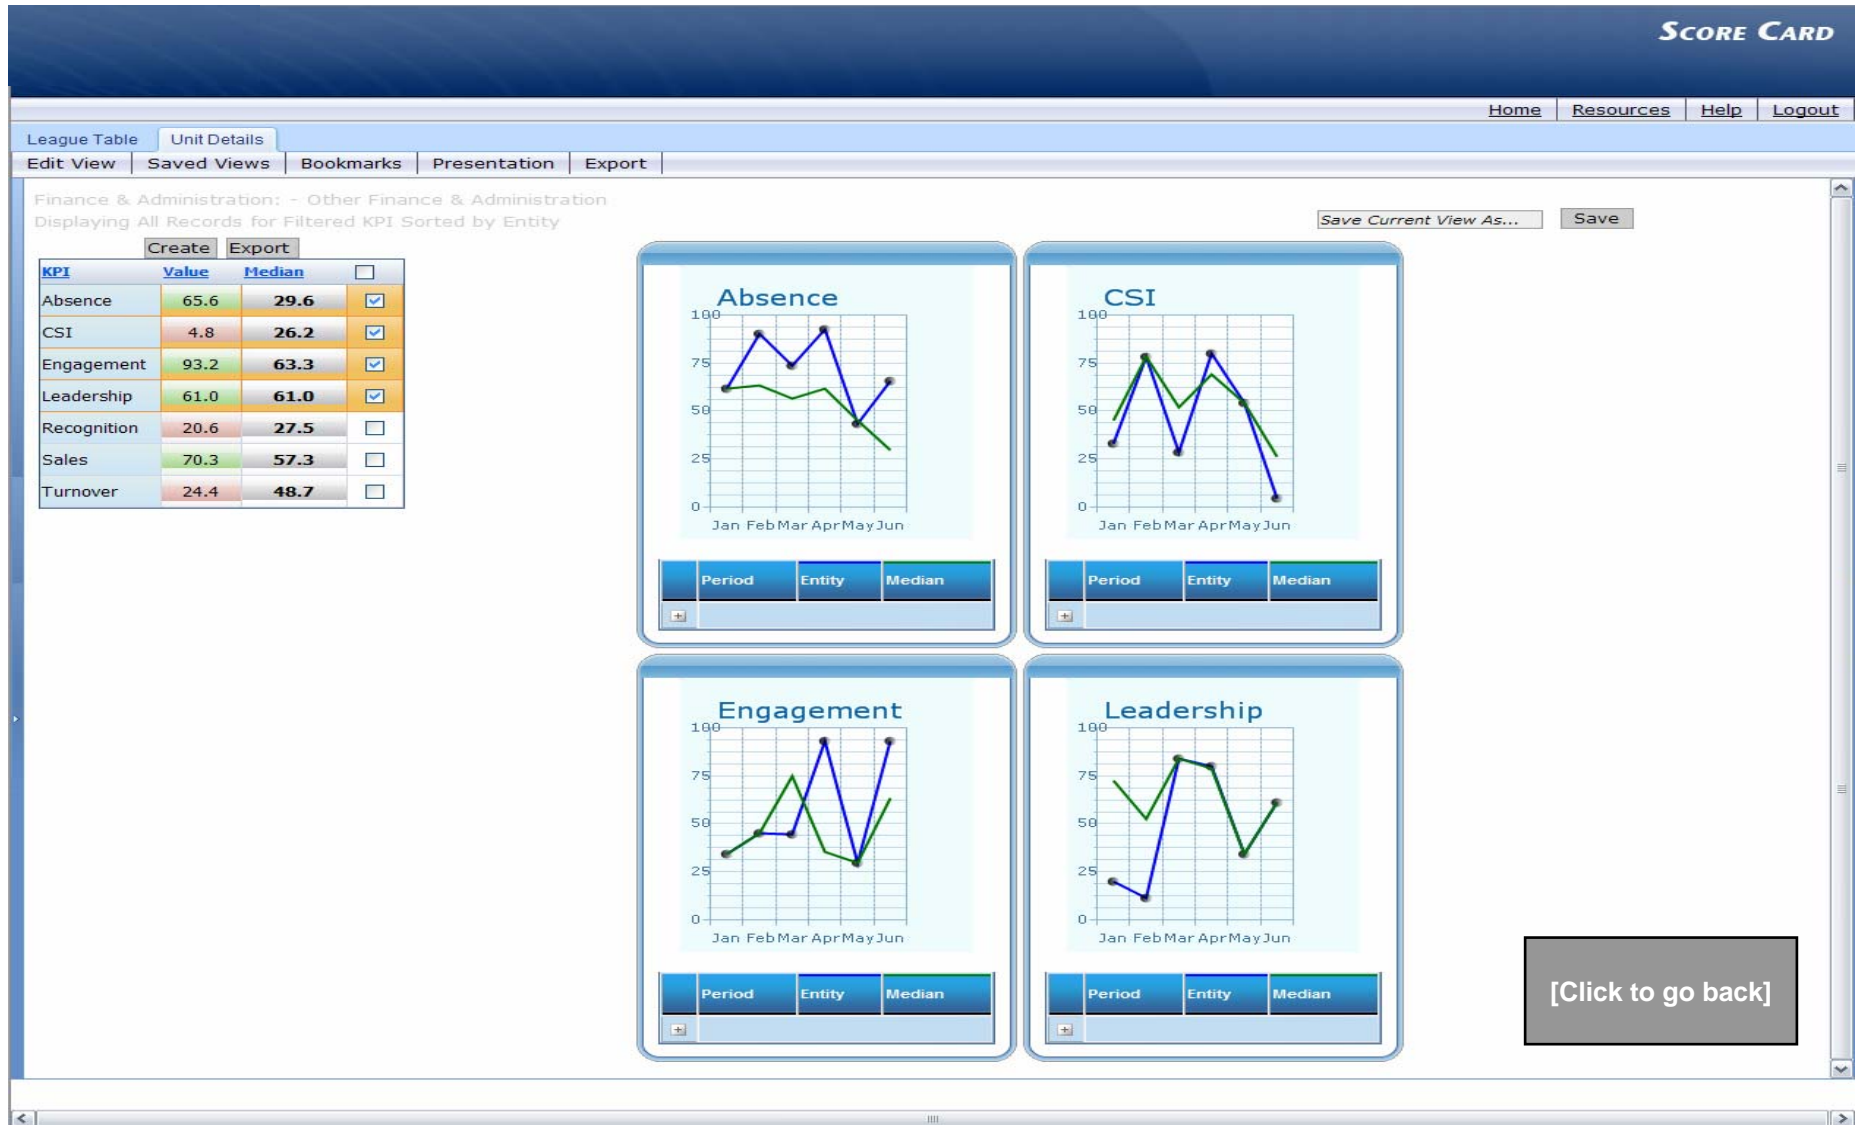 SCORE CARD
Home Resources Help Logout
League Table Unit Details
Edit View Saved Views Bookmarks Presentation Export
Finance & Administration: - Other Finance & Administration
Displaying All Records for Filtered KPI Sorted by Entity
Save Current View As... Save
Create Export
KPI Value Median
Absence 65.6 29.6
CSI 4.8 26.2
Engagement 93.2 63.3
Leadership 61.0 61.0
Recognition 20.6 27.5
Sales 70.3 57.3
Turnover 24.4 48.7
Absence
100
75
50
25
0
Jan Feb Mar Apr May Jun
Period Entity Median
CSI
100
75
50
25
0
Jan Feb Mar Apr May Jun
Period Entity Median
Engagement
100
75
50
25
0
Jan Feb Mar Apr May Jun
Period Entity Median
Leadership
100
75
50
25
0
Jan Feb Mar Apr May Jun
Period Entity Median
[Click to go back]